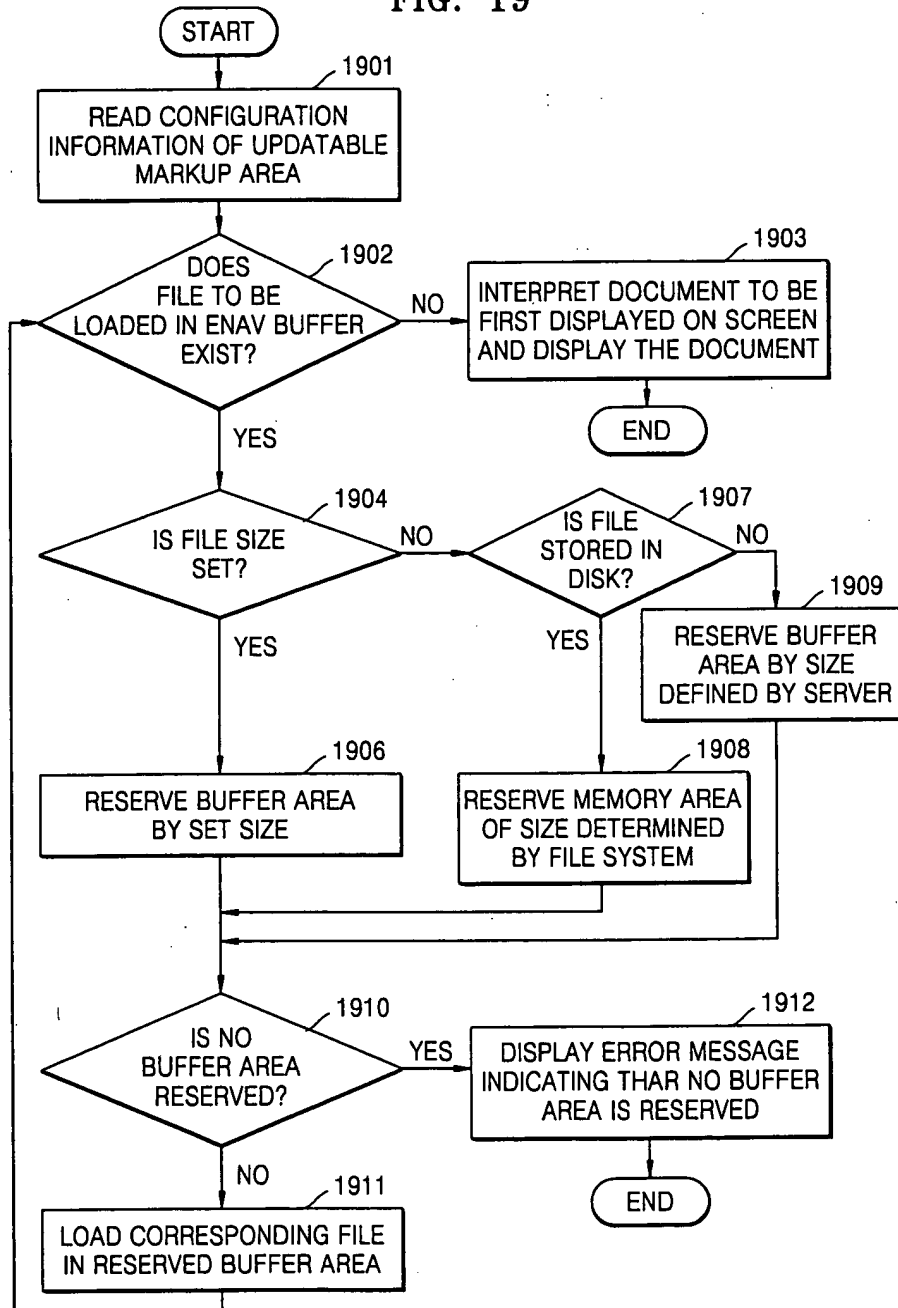 FIG. 19
START
1901
READ CONFIGURATION
INFORMATION OF UPDATABLE
MARKUP AREA
1902
DOES
FILE TO BE
LOADED IN ENAV BUFFER
EXIST?
NO
1903
INTERPRET DOCUMENT TO BE
FIRST DISPLAYED ON SCREEN
AND DISPLAY THE DOCUMENT
END
YES
1904
IS FILE SIZE
SET?
NO
1907
IS FILE
STORED IN
DISK?
NO
1909
RESERVE BUFFER
AREA BY SIZE
DEFINED BY SERVER
YES
YES
1906
RESERVE BUFFER AREA
BY SET SIZE
1908
RESERVE MEMORY AREA
OF SIZE DETERMINED
BY FILE SYSTEM
1910
IS NO
BUFFER AREA
RESERVED?
YES
1912
DISPLAY ERROR MESSAGE
INDICATING THAR NO BUFFER
AREA IS RESERVED
END
NO
1911
LOAD CORRESPONDING FILE
IN RESERVED BUFFER AREA